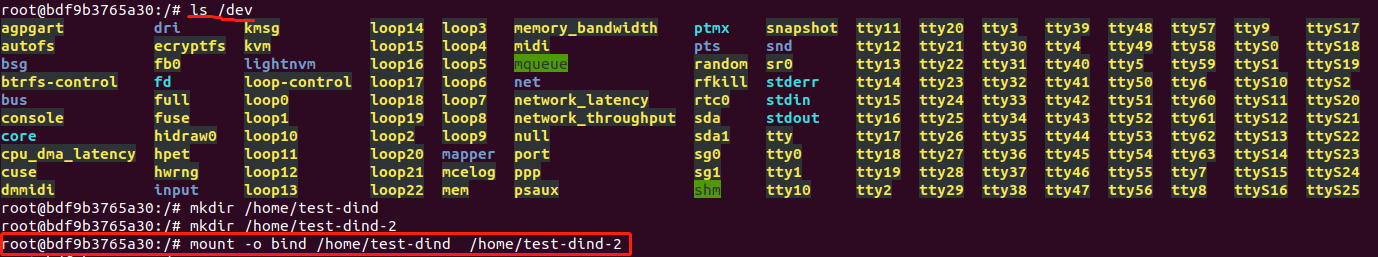 root@bdf9b3765a30:/# ls /dev
agpgart dri kmsg loop14 loop3 memory_bandwidth ptmx snapshot tty11 tty20 tty3 tty39 tty48 tty57 tty9 ttyS17
autofs ecryptfs kvm loop15 loop4 midi pts snd tty12 tty21 tty30 tty4 tty49 tty58 ttyS0 ttyS18
bsg fb0 lightnvm loop16 loop5 mqueue random sr0 tty13 tty22 tty31 tty40 tty5 tty59 ttyS1 ttyS19
btrfs-control fd loop-control loop17 loop6 net rfkill stderr tty14 tty23 tty32 tty41 tty50 tty6 ttyS10 ttyS2
bus full loop0 loop18 loop7 network_latency rtc0 stdin tty15 tty24 tty33 tty42 tty51 tty60 ttyS11 ttyS20
console fuse loop1 loop19 loop8 network_throughput sda stdout tty16 tty25 tty34 tty43 tty52 tty61 ttyS12 ttyS21
core hidraw0 loop10 loop2 loop9 null sda1 tty tty17 tty26 tty35 tty44 tty53 tty62 ttyS13 ttyS22
cpu_dma_latency hpet loop11 loop20 mapper port sg0 tty0 tty18 tty27 tty36 tty45 tty54 tty63 ttyS14 ttyS23
cuse hwrng loop12 loop21 mcelog ppp sg1 tty1 tty19 tty28 tty37 tty46 tty55 tty7 ttyS15 ttyS24
dmmidi input loop13 loop22 mem psaux shm tty10 tty2 tty29 tty38 tty47 tty56 tty8 ttyS16 ttyS25
root@bdf9b3765a30:/# mkdir /home/test-dind
root@bdf9b3765a30:/# mkdir /home/test-dind-2
root@bdf9b3765a30:/# mount -o bind /home/test-dind  /home/test-dind-2
root@bdf9b3765a30:/#